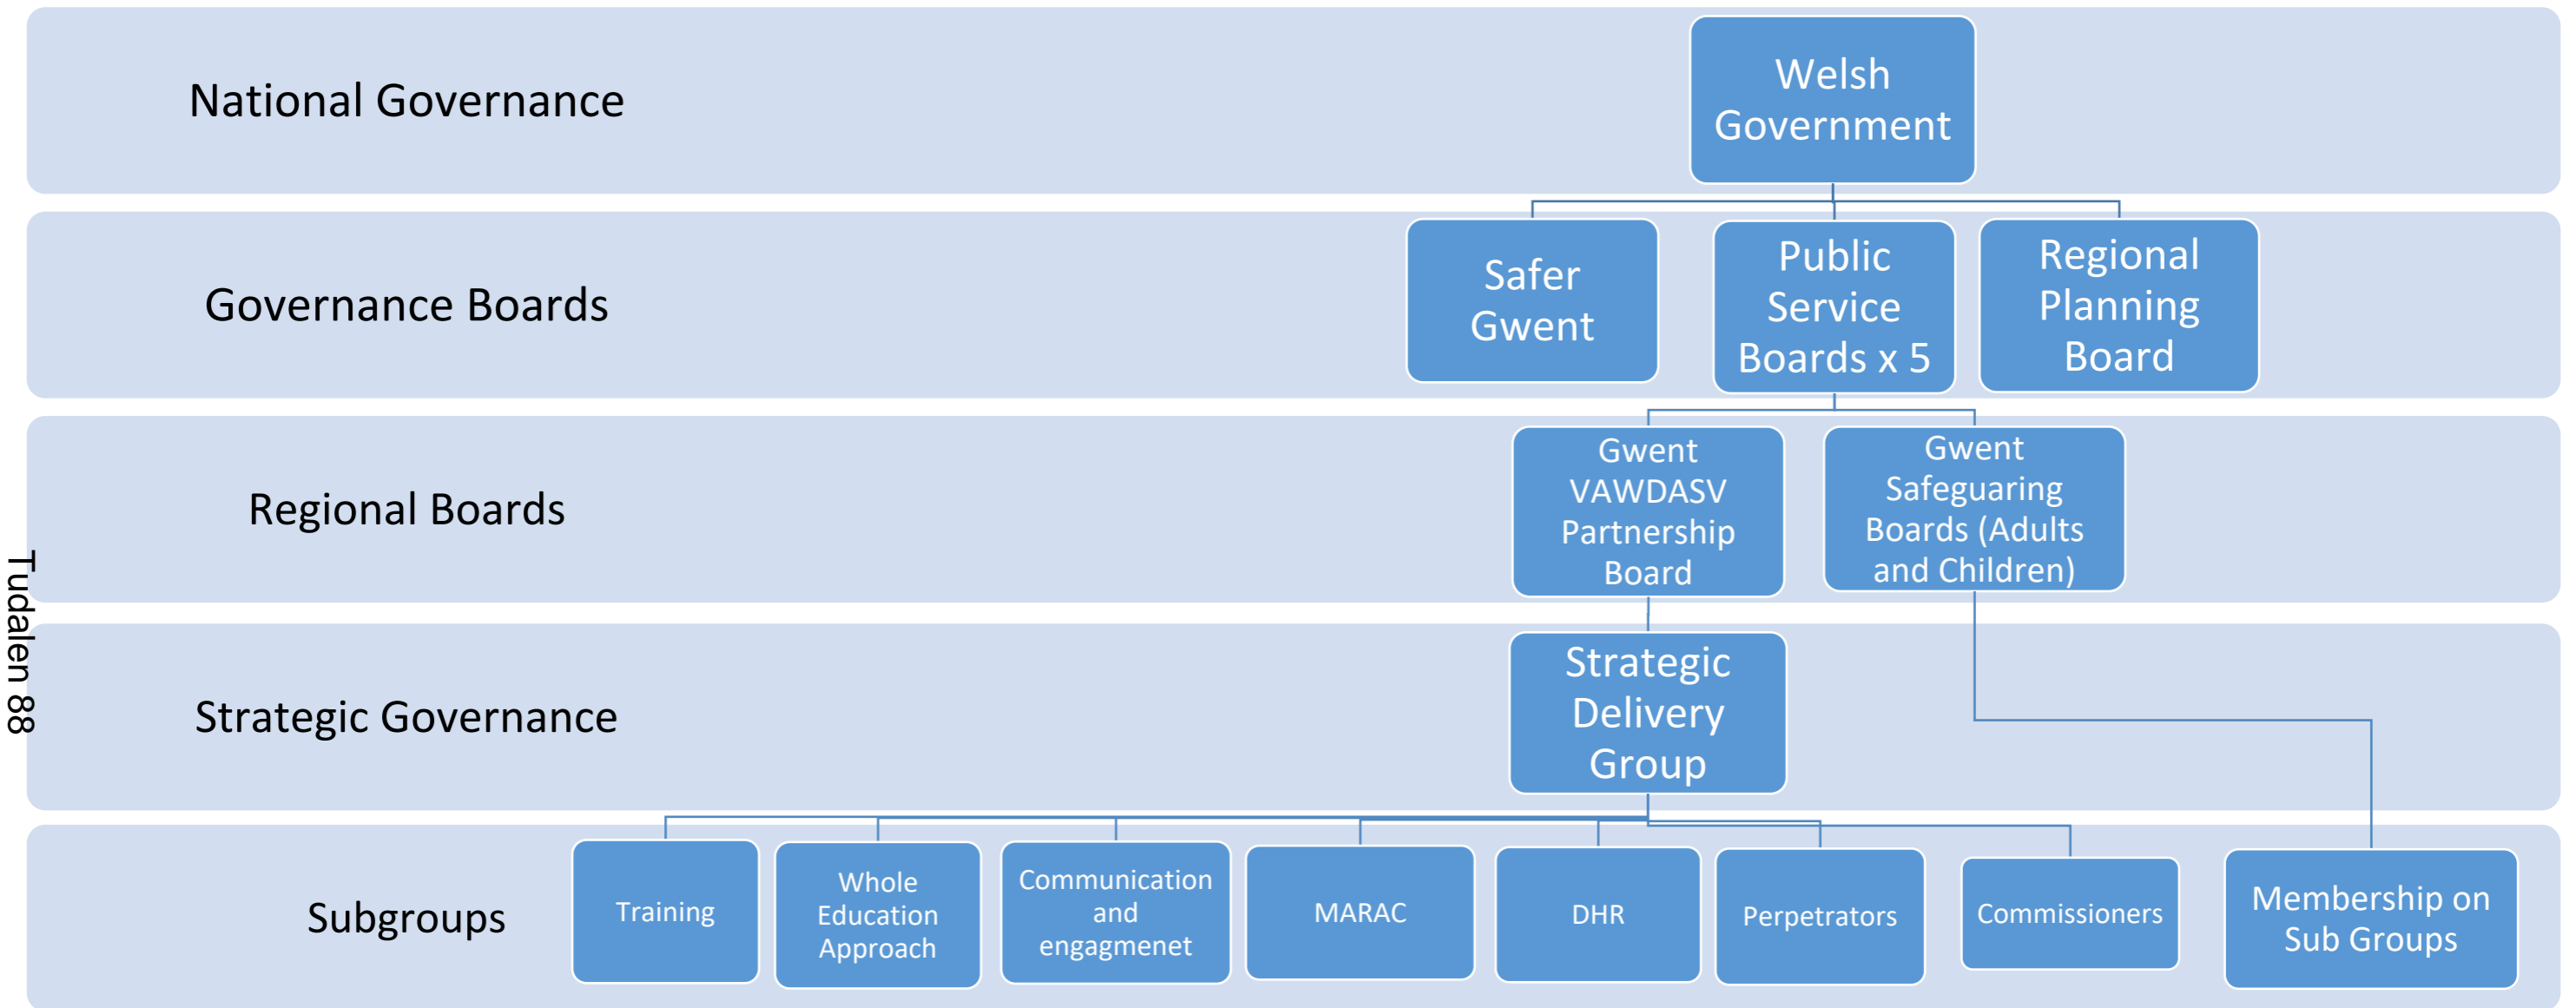 National Governance
Welsh
Government
Governance Boards
Safer
Gwent
Public
Service
Boards x 5
Regional
Planning
Board
Regional Boards
Gwent
VAWDASV
Partnership
Board
Gwent
Safeguaring
Boards (Adults
and Children)
Tudalen 88
Strategic Governance
Strategic
Delivery
Group
Subgroups
Training
Whole
Education
Approach
Communication
and
engagmenet
MARAC
DHR
Perpetrators
Commissioners
Membership on
Sub Groups